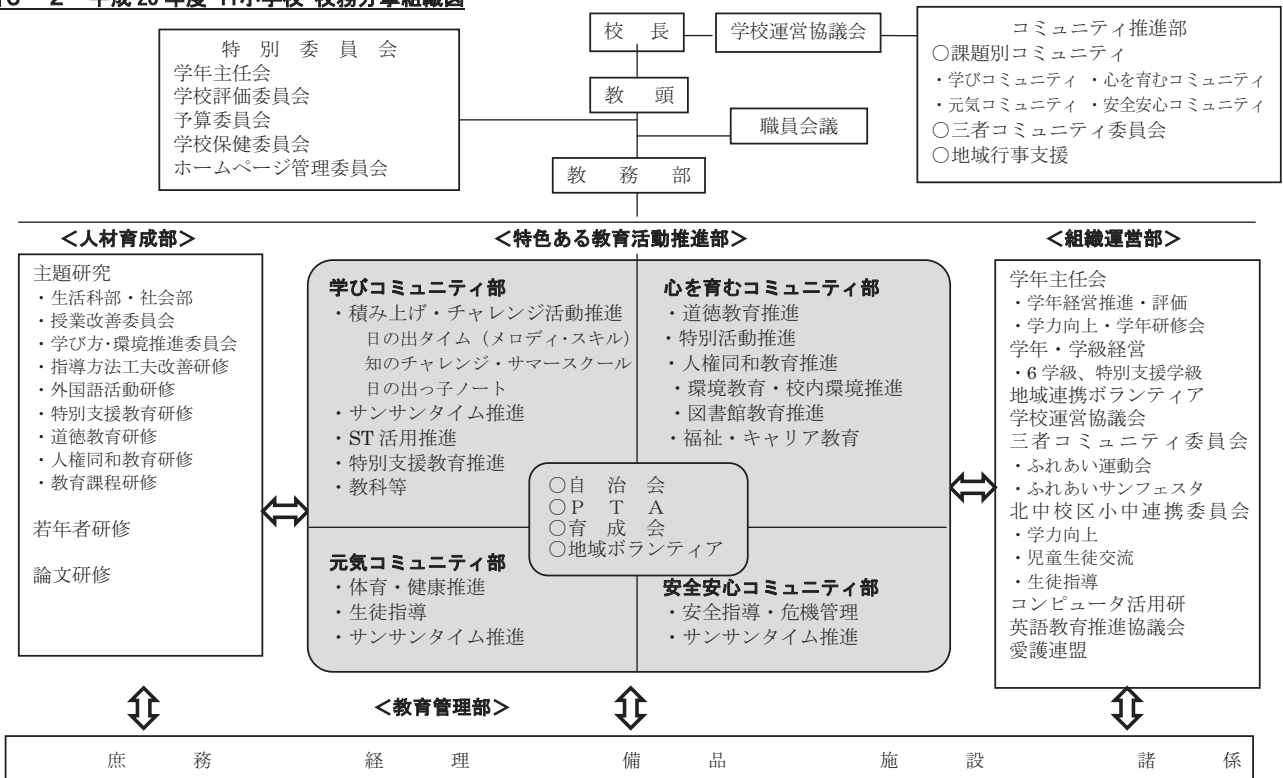 校　長
学校運営協議会
コミュニティ推進部
○課題別コミュニティ
・学びコミュニティ ・心を育むコミュニティ
・元気コミュニティ ・安全安心コミュニティ
○三者コミュニティ委員会
○地域行事支援
特　別　委　員　会
学年主任会
学校評価委員会
予算委員会
学校保健委員会
ホームページ管理委員会
教　頭
職員会議
教　務　部
＜人材育成部＞
主題研究
・生活科部・社会部
・授業改善委員会
・学び方・環境推進委員会
・指導方法工夫改善研修
・外国語活動研修
・特別支援教育研修
・道徳教育研修
・人権同和教育研修
・教育課程研修
若年者研修
論文研修
＜特色ある教育活動推進部＞
学びコミュニティ部
・積み上げ・チャレンジ活動推進
日の出タイム（メロディ・スキル）
知のチャレンジ・サマースクール
日の出っ子ノート
・サンサンタイム推進
・ST 活用推進
・特別支援教育推進
・教科等
心を育むコミュニティ部
・道徳教育推進
・特別活動推進
・人権同和教育推進
・環境教育・校内環境推進
・図書館教育推進
・福祉・キャリア教育
○自　治　会
○Ｐ　Ｔ　Ａ
○育　成　会
○地域ボランティア
元気コミュニティ部
・体育・健康推進
・生徒指導
・サンサンタイム推進
安全安心コミュニティ部
・安全指導・危機管理
・サンサンタイム推進
＜組織運営部＞
学年主任会
・学年経営推進・評価
・学力向上・学年研修会
学年・学級経営
・6 学級、特別支援学級
地域連携ボランティア
学校運営協議会
三者コミュニティ委員会
・ふれあい運動会
・ふれあいサンフェスタ
北中校区小中連携委員会
・学力向上
・児童生徒交流
・生徒指導
コンピュータ活用研
英語教育推進協議会
愛護連盟
＜教育管理部＞
庶　務　経　理　備　品　施　設　諸　係